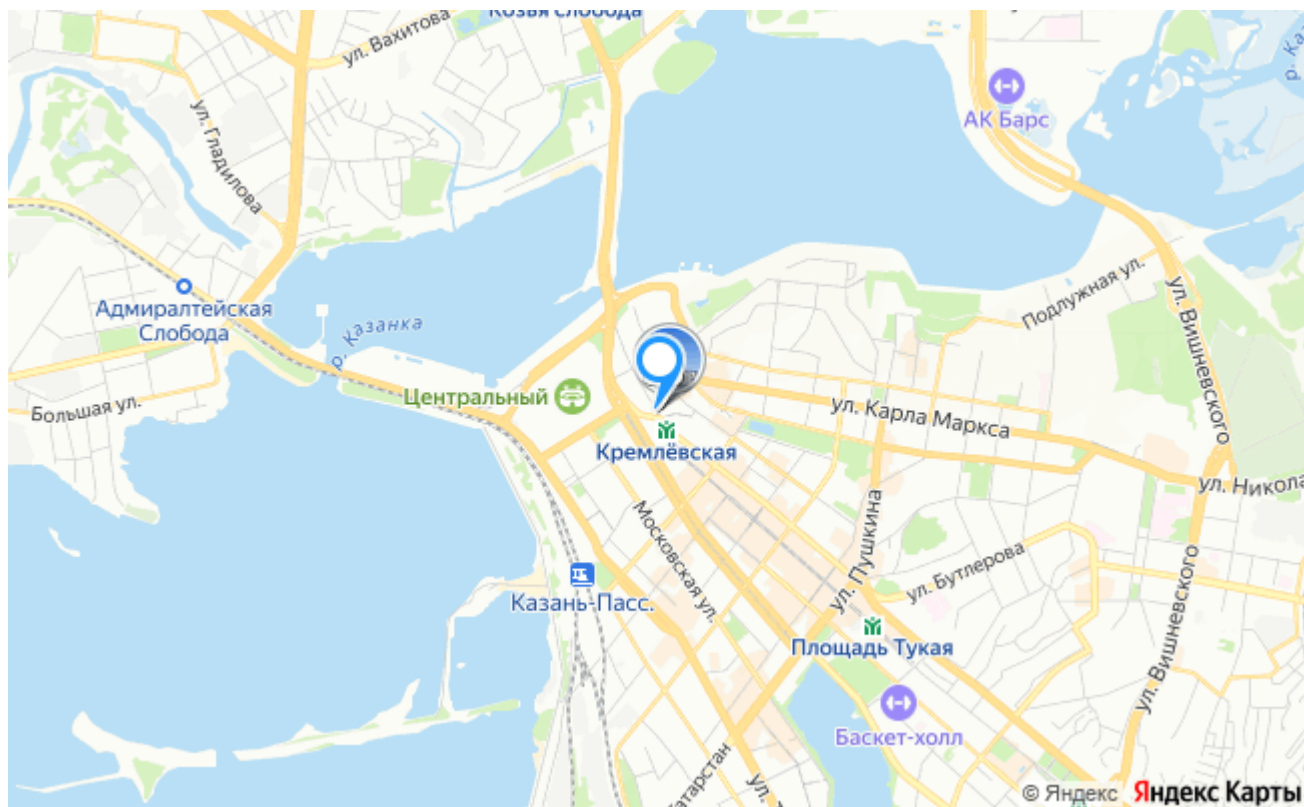 Козья Слобода
ул. Вахитова
АК Барс
р. Каз
ул. Гладилова
Подлужная ул.
Адмиралтейская
Слобода
р. Казанка
ул. Вишневского
Центральный
Большая ул.
ул. Карла Маркса
Кремлёвская
ул. Никола
Московская ул.
ул. Пушкина
ул. Бутлерова
Казань-Пасс.
Площадь Тукая
ул. Вишневского
Баскет-холл
Татарстан
ул.
© Яндекс Яндекс Карты